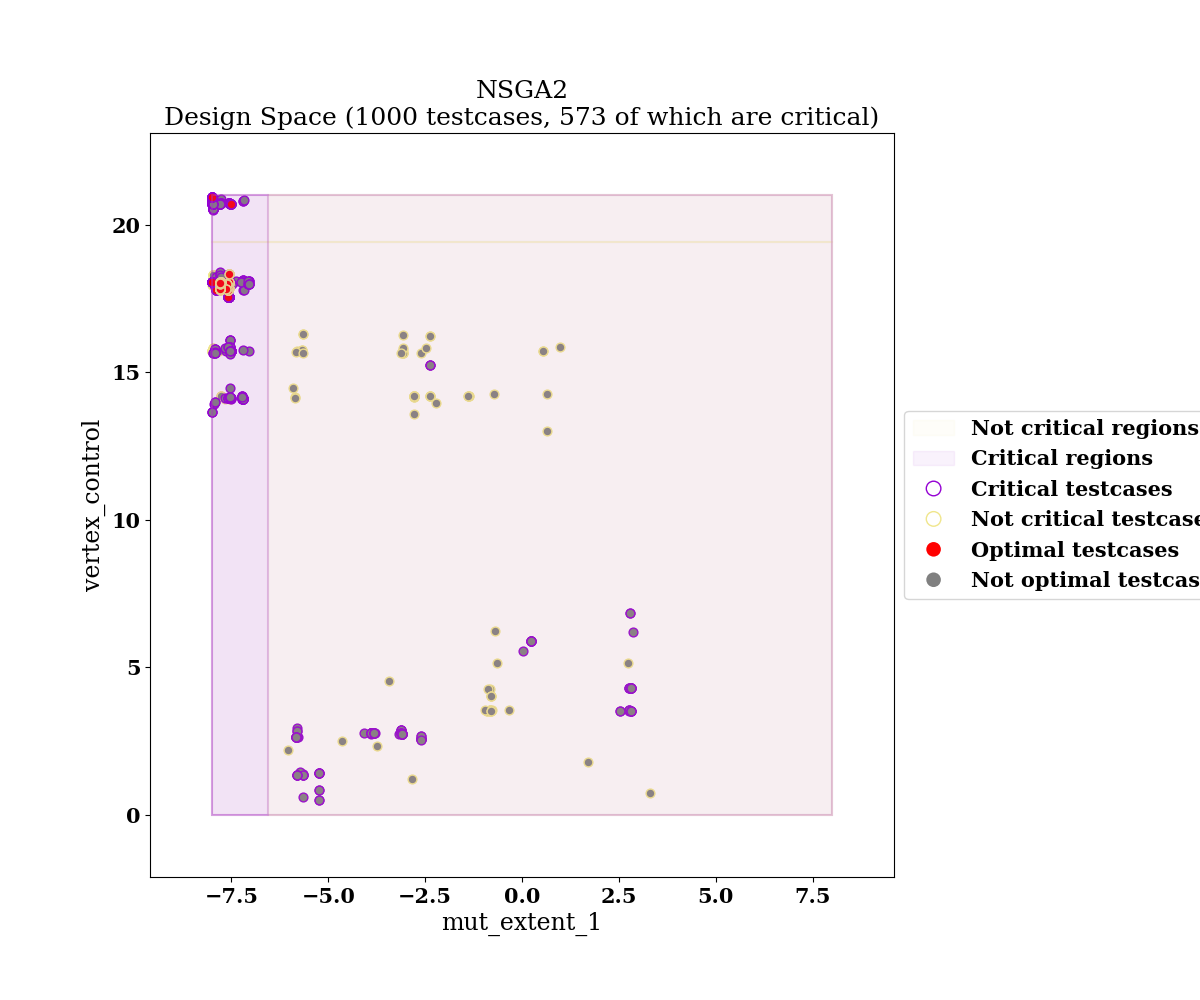 NSGA2
Design Space (1000 testcases, 573 of which are critical)
20
15
10
5
0
vertex_control
−7.5 −5.0 −2.5 0.0 2.5 5.0 7.5
mut_extent_1
Not critical regions
Critical regions
Critical testcases
Not critical testcase
Optimal testcases
Not optimal testcas